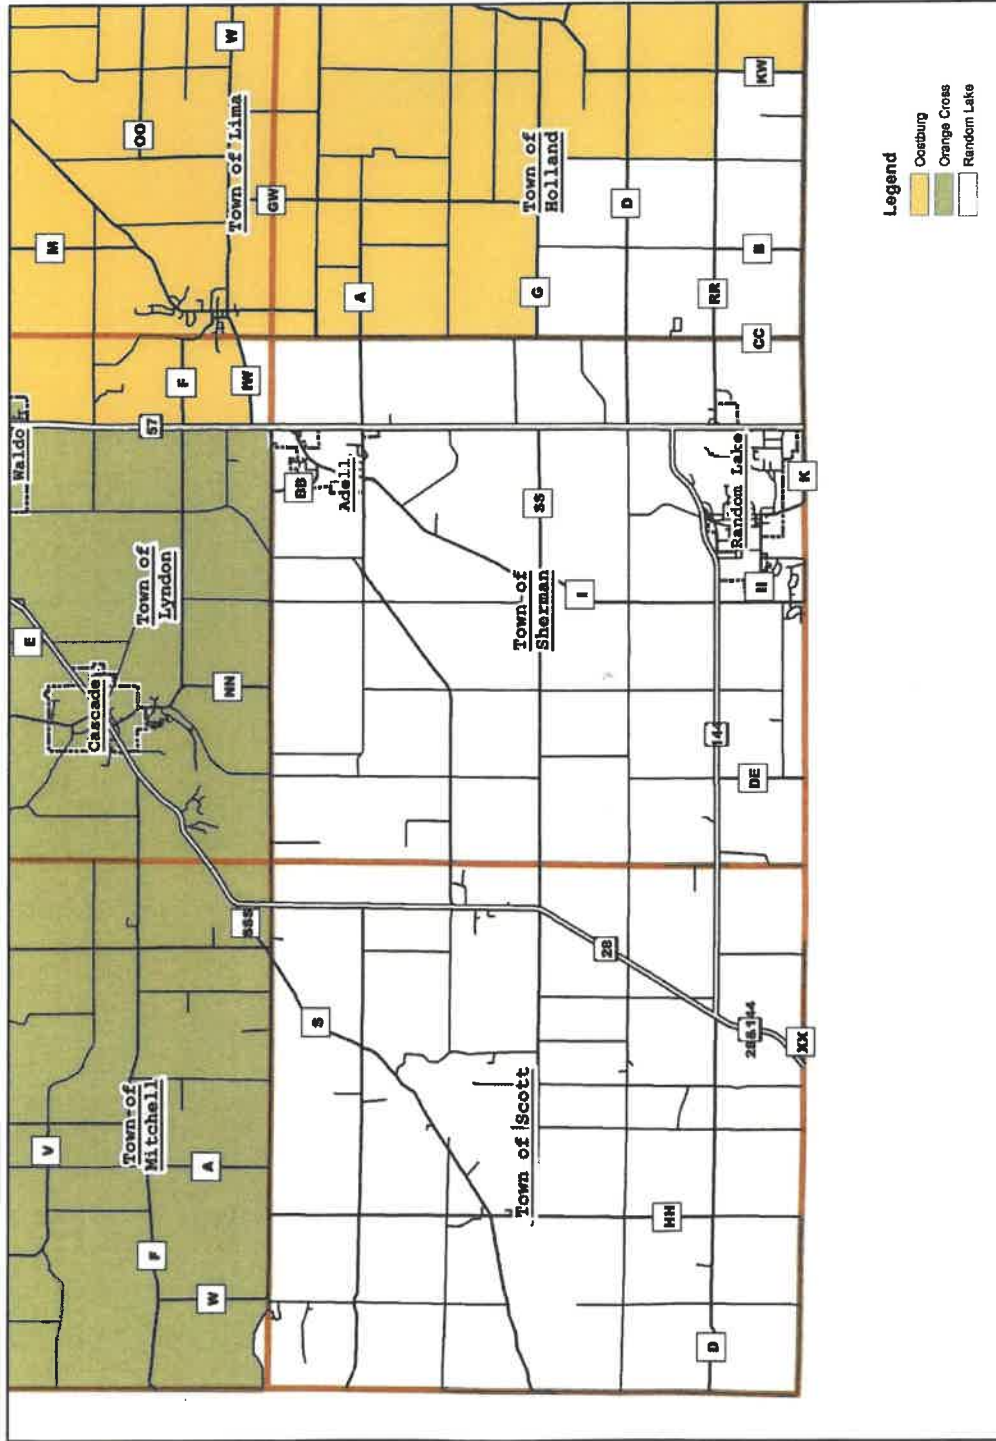 E
Waldo
V
M
Cascade
OO
Town of
Mitchell
F
Town of
Lyndon
57
F
W
A
NN
W
Town of Lima
SSS
GW
S
BB
Adell
A
Town of Scott
Town of
Sherman
SS
G
Town of
Holland
I
28
D
HH
D
144
Random Lake
RR
28&144
DE
II
CC
B
KW
XX
K
Legend
Oostburg
Orange Cross
Random Lake